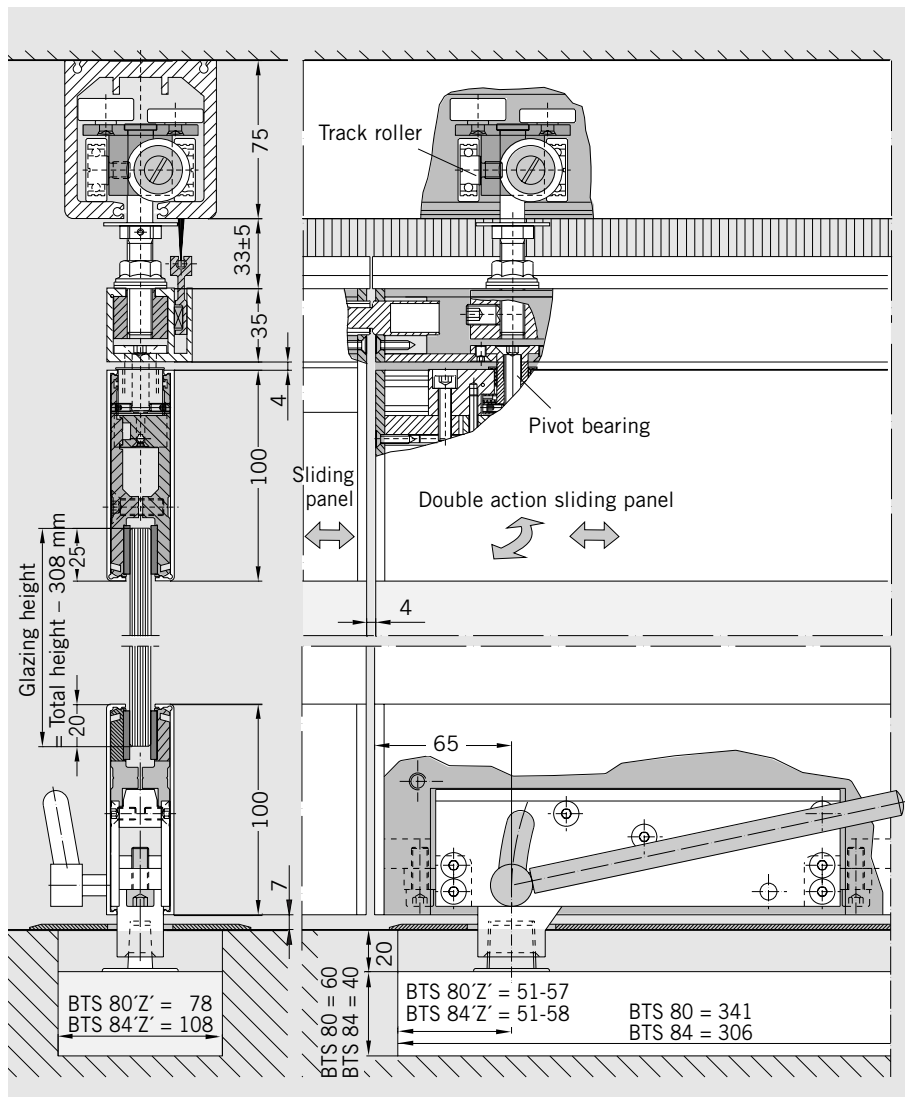 75
Track roller
33±5
35
4
Pivot bearing
100
Sliding
panel
Double action sliding panel
25
4
Glazing height
= Total height – 308 mm
20
65
100
7
20
BTS 80´Z´ = 78
BTS 84´Z´ = 108
BTS 80 = 60
BTS 84 = 40
BTS 80´Z´ = 51-57
BTS 84´Z´ = 51-58
BTS 80 = 341
BTS 84 = 306